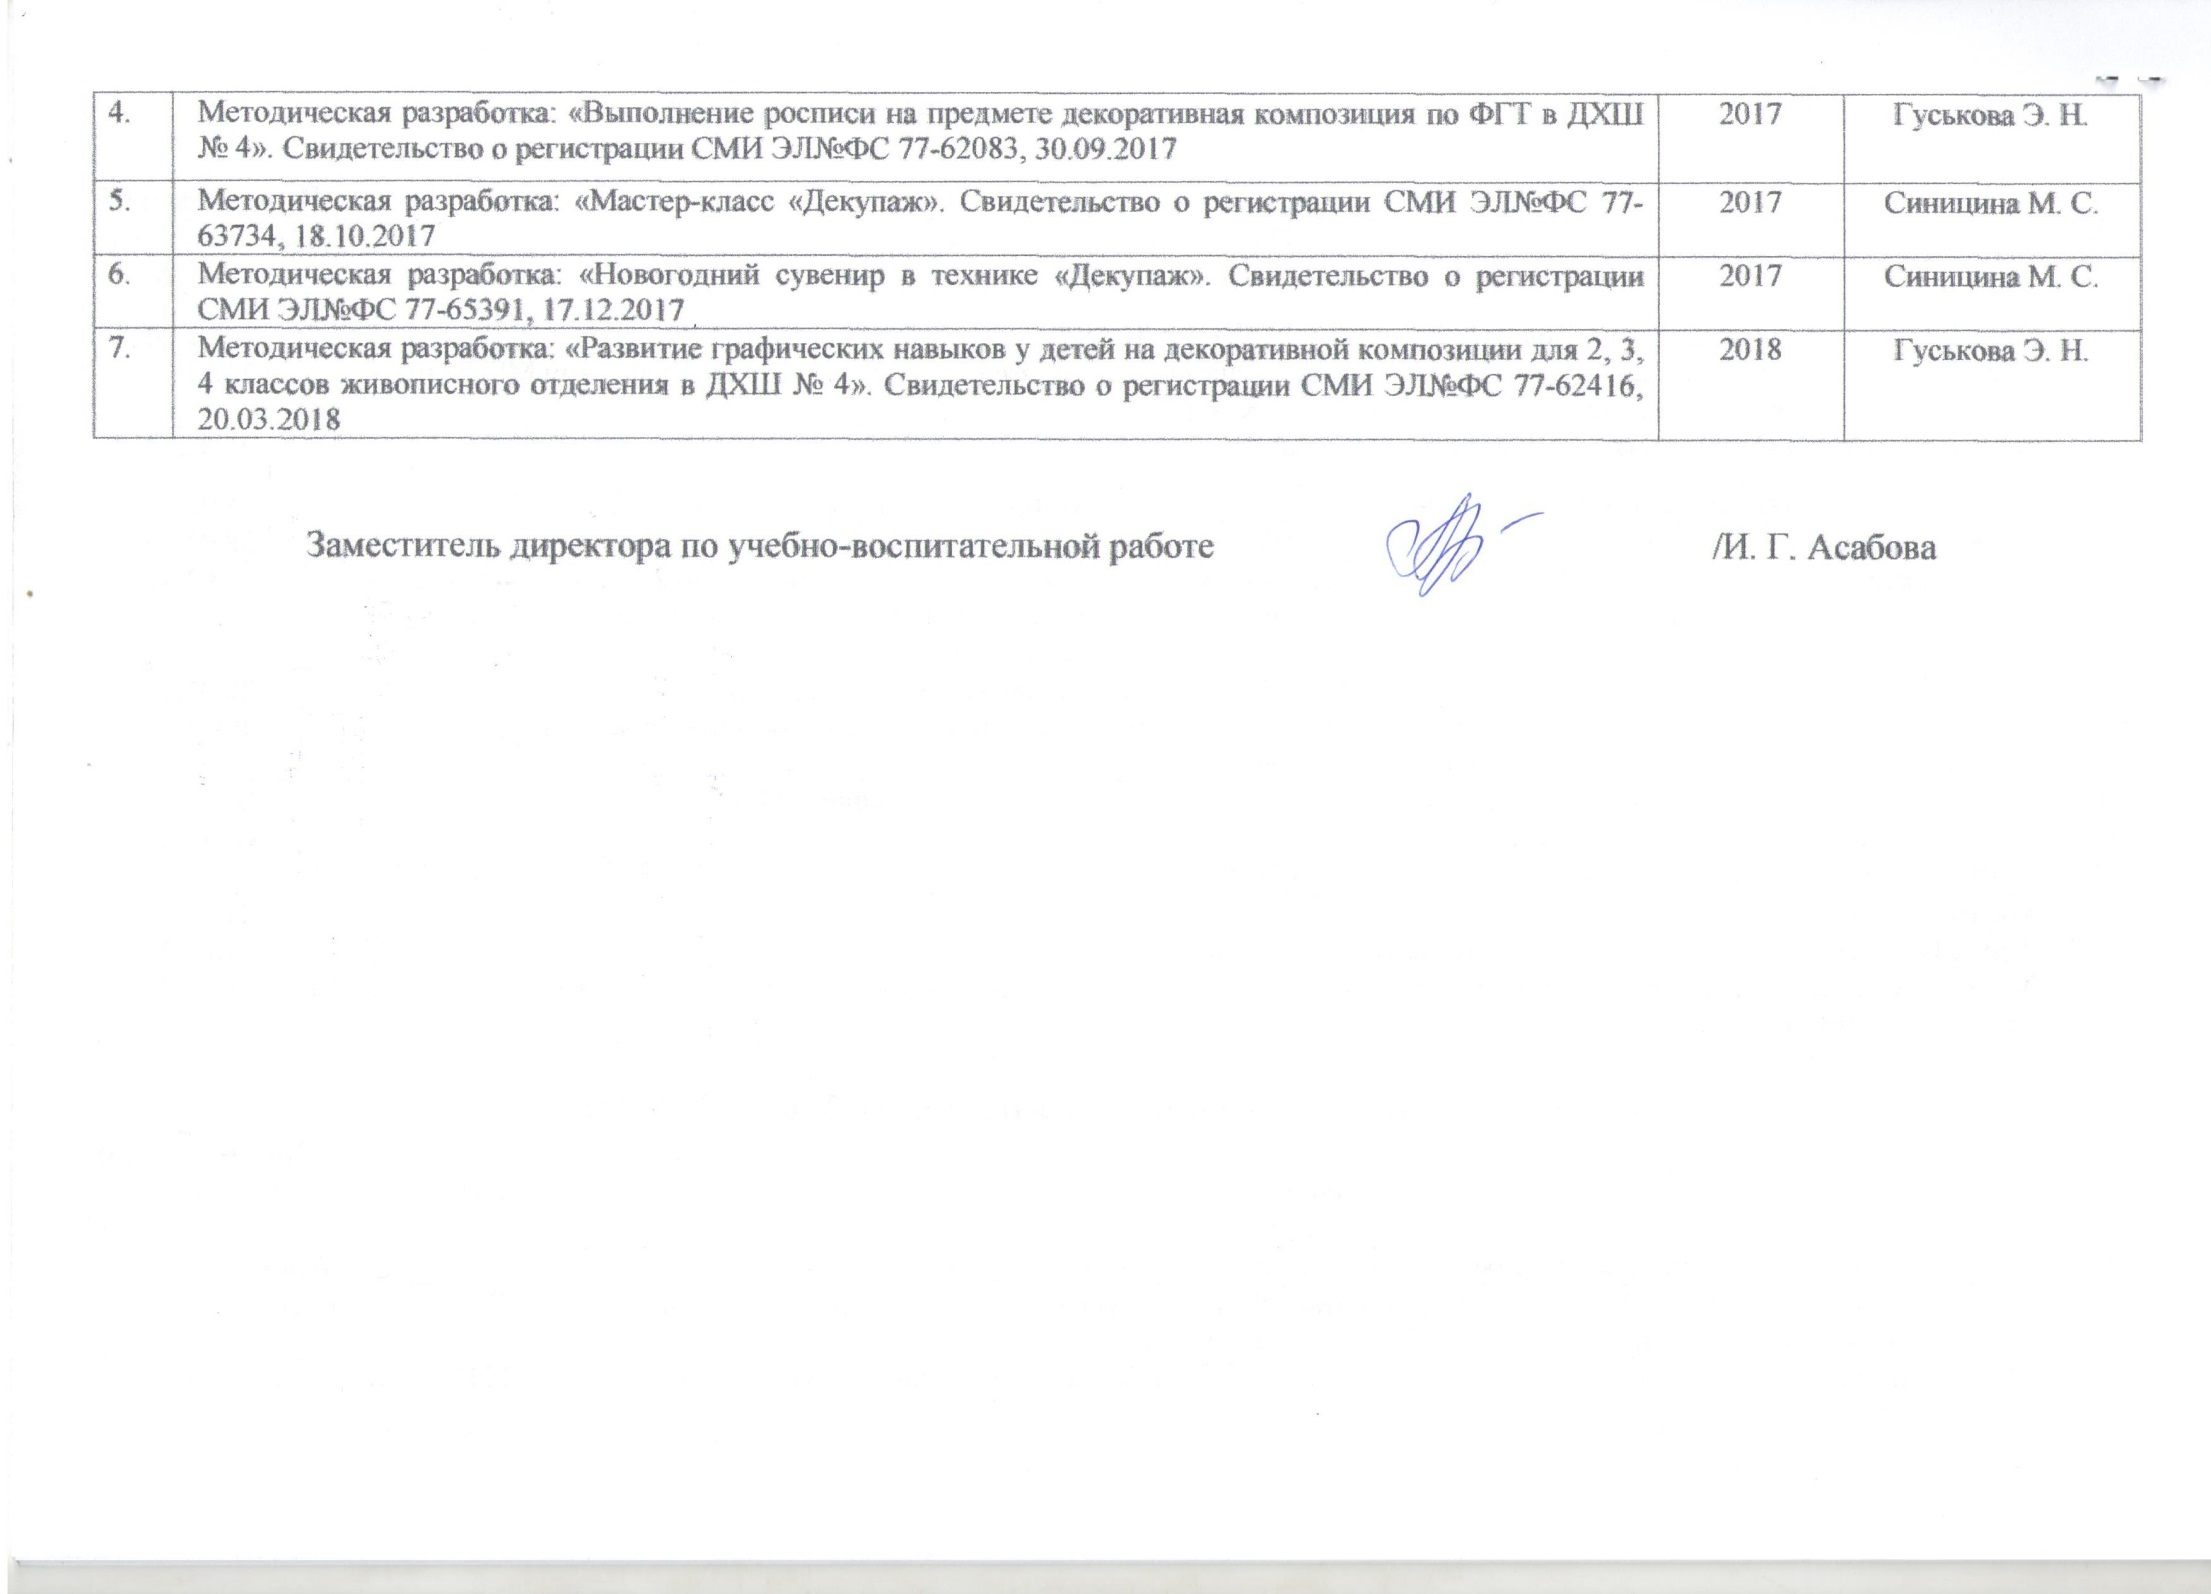 4. Методическая разработка: «Выполнение росписи на предмете декоративная композиция по ФГТ в ДХШ 2017 Гуськова Э. Н.
№ 4». Свидетельство о регистрации СМИ ЭЛ№ФС 77-62083, 30.09.2017
5. Методическая разработка: «Мастер-класс «Декупаж». Свидетельство о регистрации СМИ ЭЛ№ФС 77- 2017 Синицина М. С.
63734, 18.10.2017
6. Методическая разработка: «Новогодний сувенир в технике «Декупаж». Свидетельство о регистрации 2017 Синицина М. С.
СМИ ЭЛ№ФС 77-65391, 17.12.2017
7. Методическая разработка: «Развитие графических навыков у детей на декоративной композиции для 2, 3, 2018 Гуськова Э. Н.
4 классов живописного отделения в ДХШ № 4». Свидетельство о регистрации СМИ ЭЛ№ФС 77-62416,
20.03.2018
Заместитель директора по учебно-воспитательной работе /И. Г. Асабова